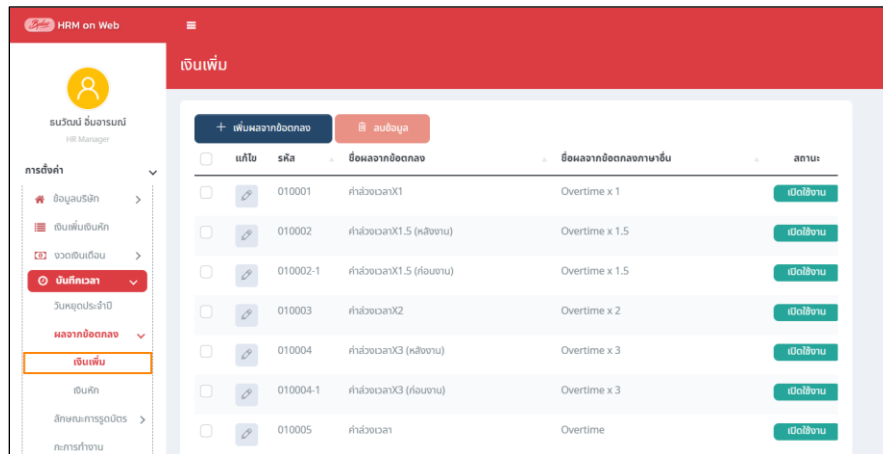 Bplus HRM on Web
เงินเพิ่ม
ธนวัฒน์ อิ่มอารมณ์
HR Manager
การตั้งค่า
ข้อมูลบริษัท
เงินเพิ่มเงินหัก
งวดเงินเดือน
บันทึกเวลา
วันหยุดประจำปี
ผลจากข้อตกลง
เงินเพิ่ม
เงินหัก
ลักษณะการรูดบัตร
กะการทำงาน
+ เพิ่มผลจากข้อตกลง ลบข้อมูล
แก้ไข รหัส ชื่อผลจากข้อตกลง ชื่อผลจากข้อตกลงภาษาอื่น สถานะ
010001 ค่าล่วงเวลาX1 Overtime x 1 เปิดใช้งาน
010002 ค่าล่วงเวลาX1.5 (หลังงาน) Overtime x 1.5 เปิดใช้งาน
010002-1 ค่าล่วงเวลาX1.5 (ก่อนงาน) Overtime x 1.5 เปิดใช้งาน
010003 ค่าล่วงเวลาX2 Overtime x 2 เปิดใช้งาน
010004 ค่าล่วงเวลาX3 (หลังงาน) Overtime x 3 เปิดใช้งาน
010004-1 ค่าล่วงเวลาX3 (ก่อนงาน) Overtime x 3 เปิดใช้งาน
010005 ค่าล่วงเวลา Overtime เปิดใช้งาน